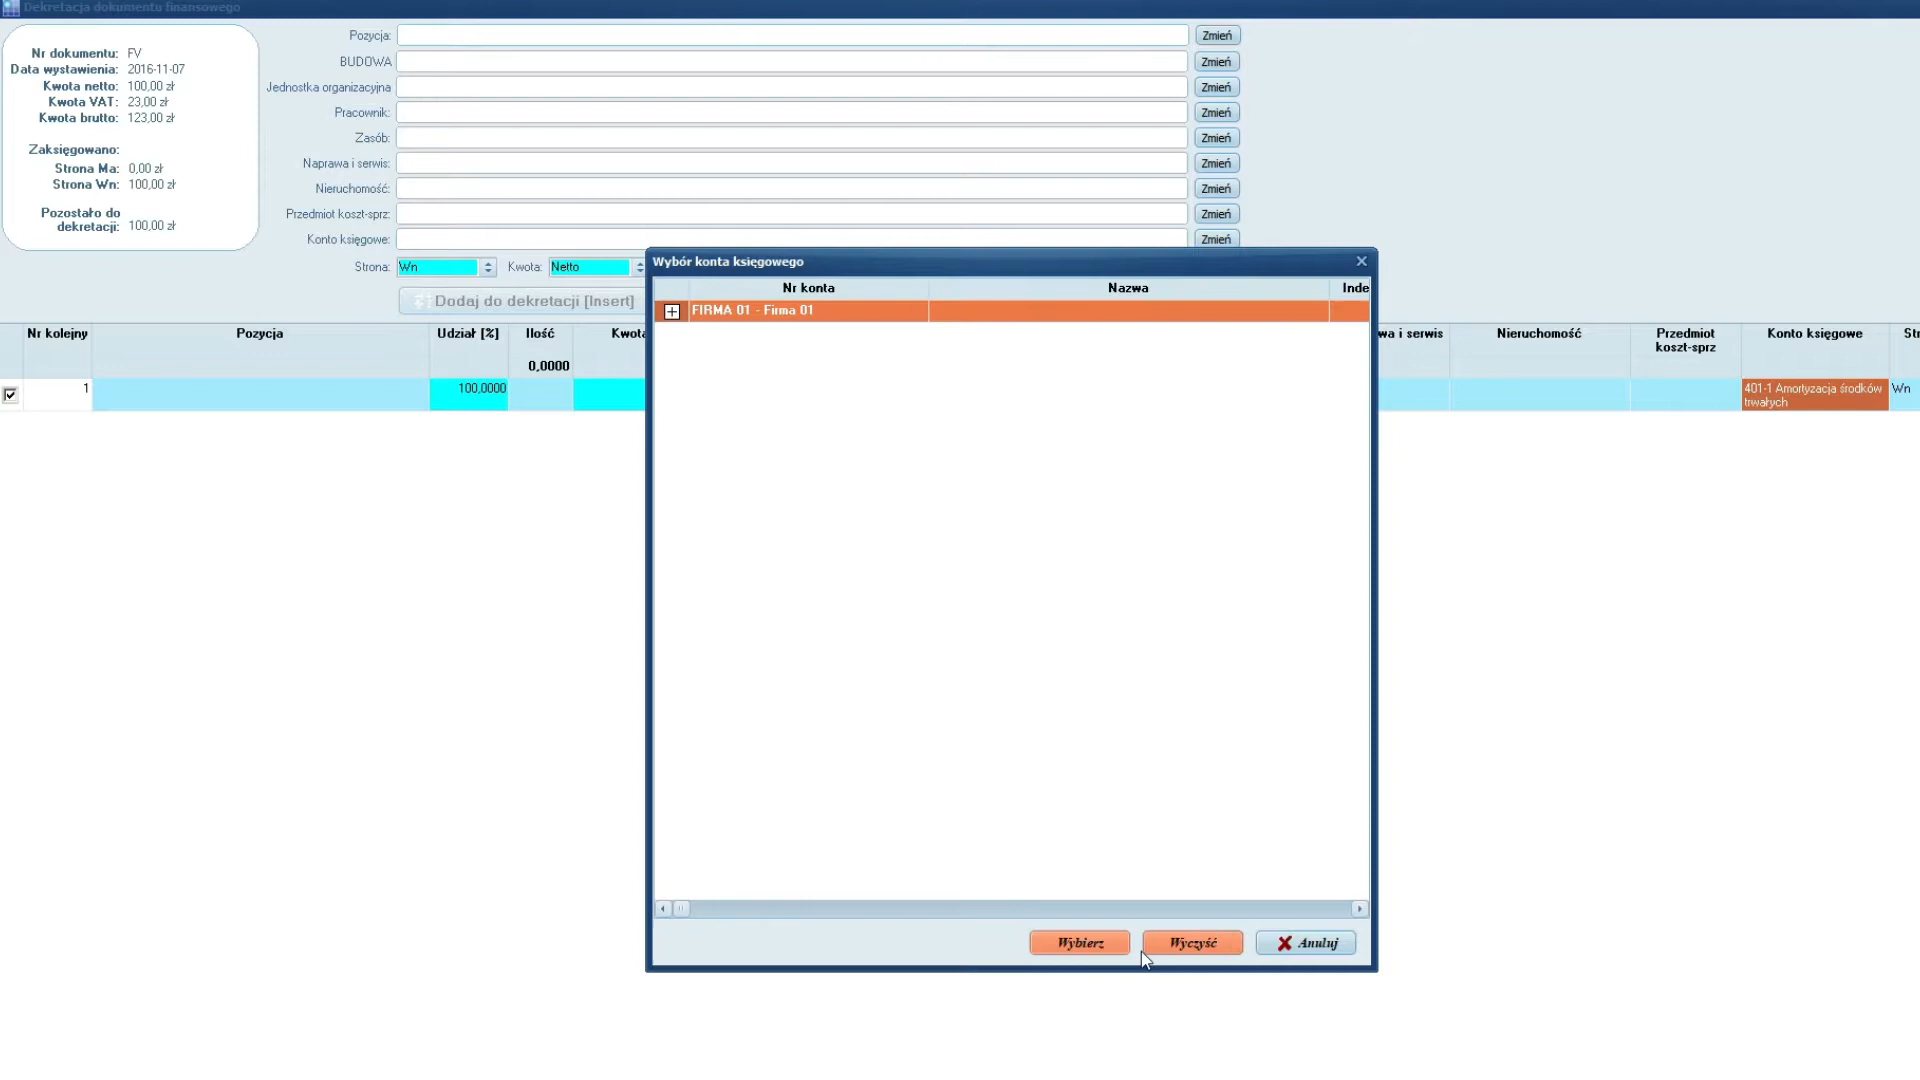 Dekretacja dokumentu finansowego
Nr dokumentu: FV
Data wystawienia: 2016-11-07
Kwota netto: 100,00 zł
Kwota VAT: 23,00 zł
Kwota brutto: 123,00 zł
Zaksięgowano:
Strona Ma: 0,00 zł
Strona Wn: 100,00 zł
Pozostało do
dekretacji: 100,00 zł
Pozycja: Zmień
BUDOWA Zmień
Jednostka organizacyjna Zmień
Pracownik: Zmień
Zasób: Zmień
Naprawa i serwis: Zmień
Nieruchomość: Zmień
Przedmiot koszt-sprz: Zmień
Konto księgowe: Zmień
Strona: Wn Kwota: Netto
Dodaj do dekretacji [Insert]
Nr kolejny Pozycja Udział [%] Ilość Kwota wa i serwis Nieruchomość Przedmiot Konto księgowe Str
koszt-sprz
0,0000
1 100,0000 401-1 Amortyzacja środków Wn
trwałych
Wybór konta księgowego
Nr konta Nazwa Inde
FIRMA 01 - Firma 01
Wybierz Wyczyść Anuluj